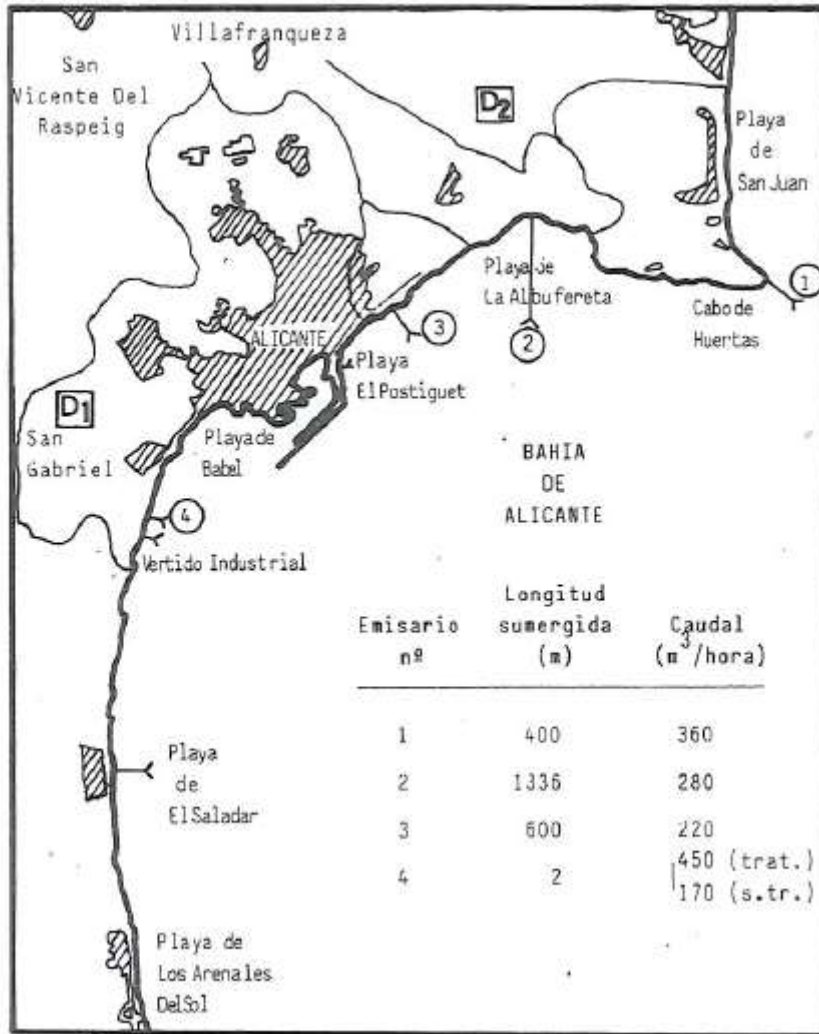 Villafranqueza
San
Vicente Del
Raspeig
D2
Playa
de
San Juan
1
Playa de
La Albufereta
Cabo de
Huertas
2
3
ALICANTE
Playa
El Postiguet
D1
San
Gabriel
Playa de
Babel
BAHIA
DE
ALICANTE
4
Vertido Industrial
Playa
de
El Saladar
Playa de
Los Arenales
Del Sol
Emisario nº Longitud sumergida (m) Caudal (m³/hora)
1 400 360
2 1336 280
3 600 220
4 2 450 (trat.)
170 (s.tr.)